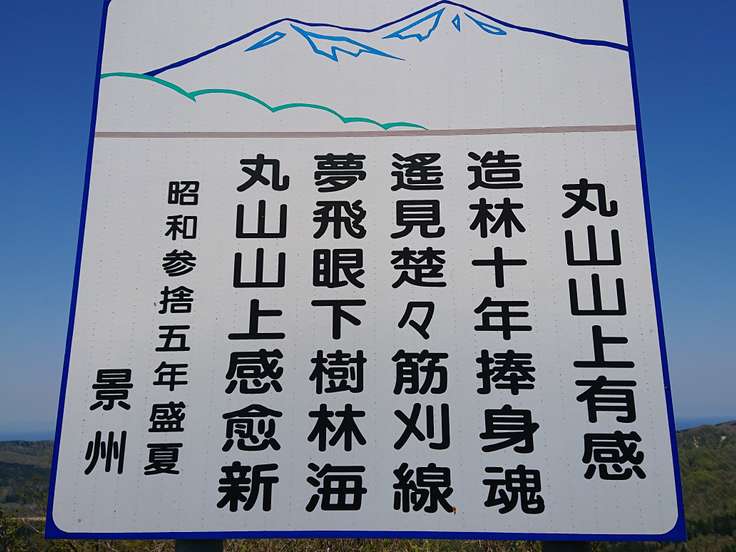 丸山山上有感
造林十年捧身魂
遙見楚々筋刈線
夢飛眼下樹林海
丸山山上感愈新
昭和参捨五年盛夏
景州